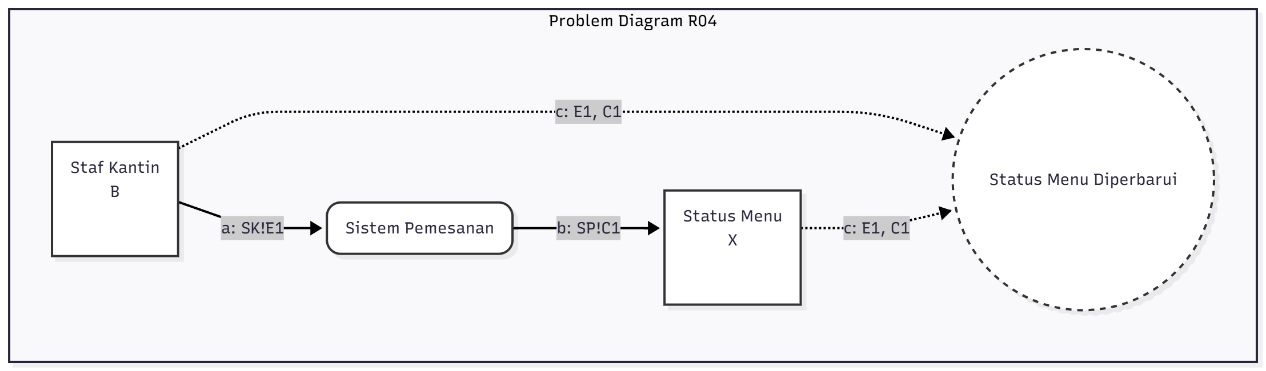 Problem Diagram R04
c: E1, C1
Staf Kantin
B
a: SK!E1
Sistem Pemesanan
b: SP!C1
Status Menu
X
c: E1, C1
Status Menu Diperbarui